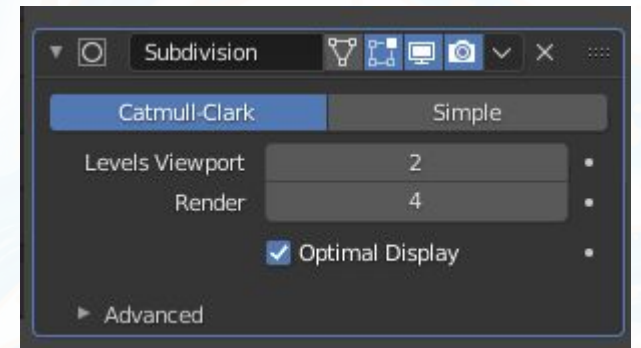 Subdivision
Catmull-Clark Simple
Levels Viewport 2
Render 4
Optimal Display
Advanced